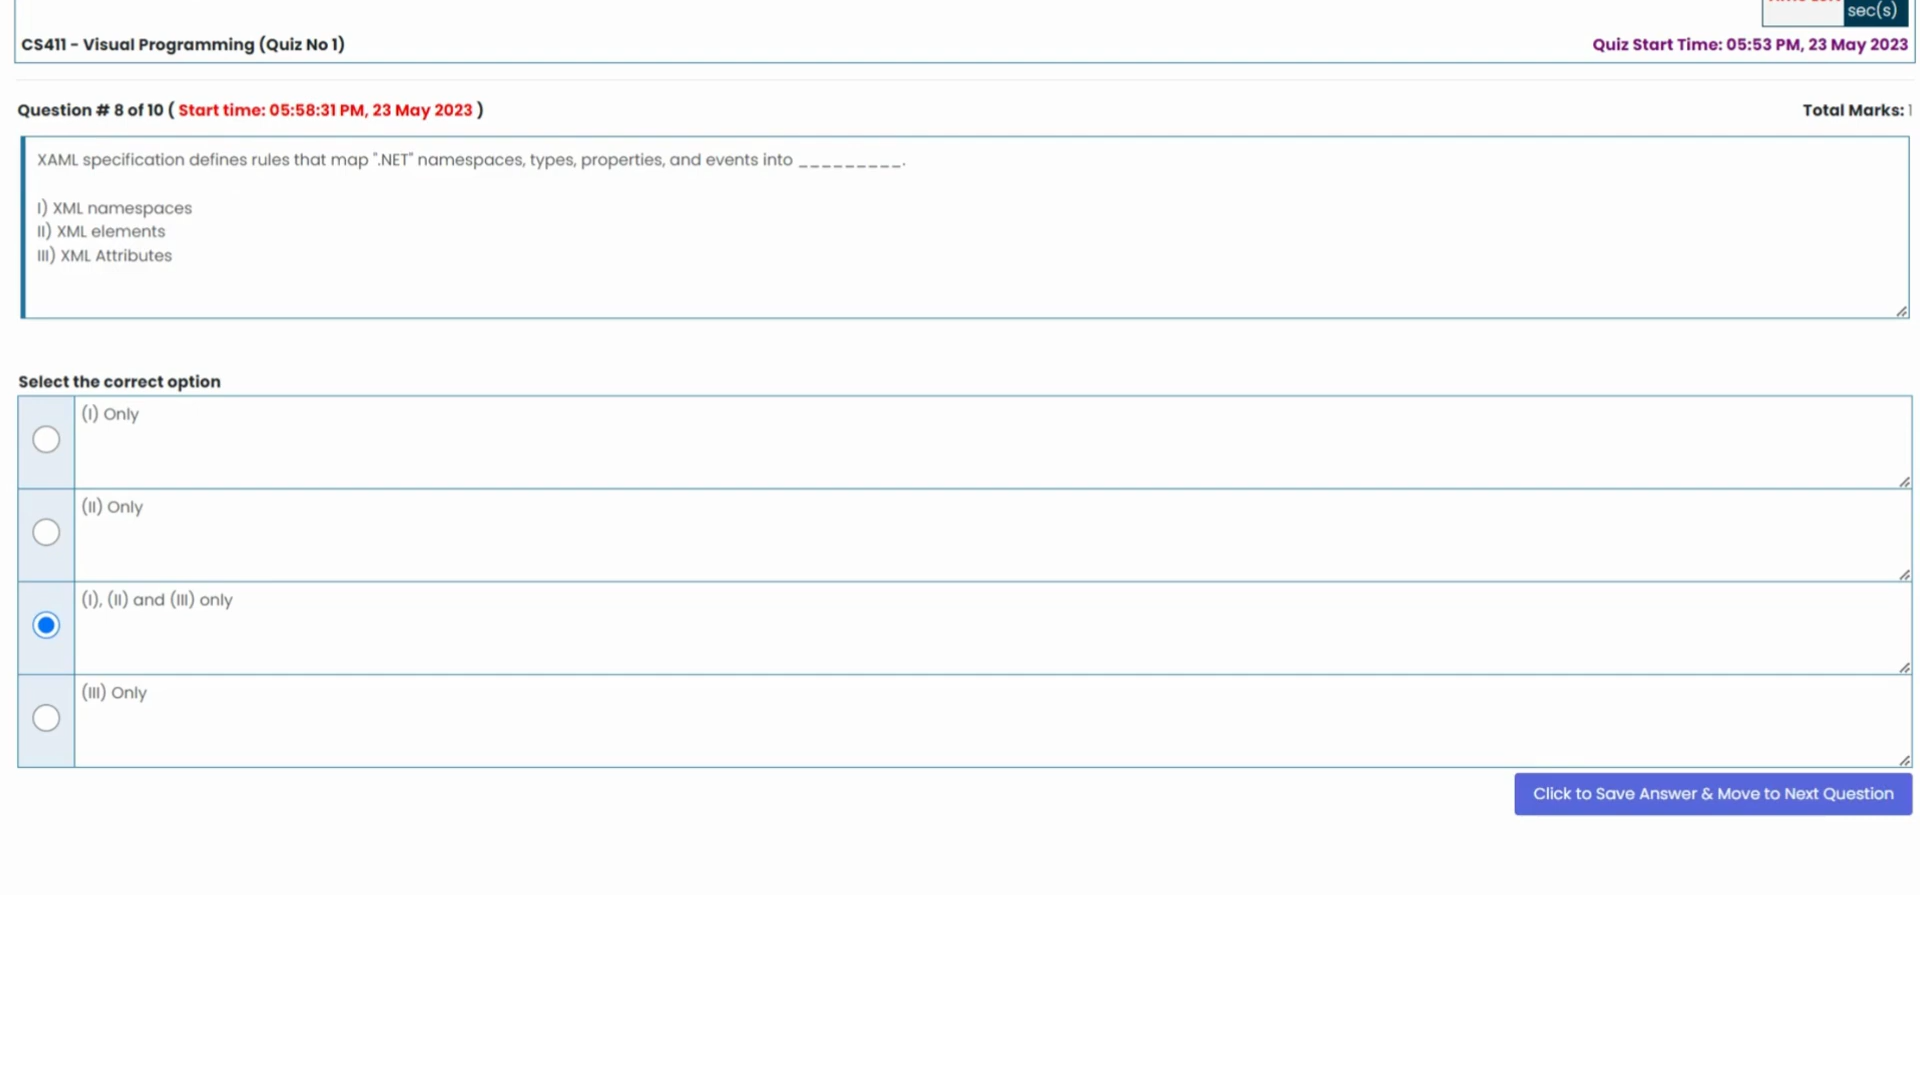 sec(s)
CS411 - Visual Programming (Quiz No 1)
Quiz Start Time: 05:53 PM, 23 May 2023
Question # 8 of 10 ( Start time: 05:58:31 PM, 23 May 2023 )
Total Marks: 1
XAML specification defines rules that map ".NET" namespaces, types, properties, and events into _________.
I) XML namespaces
II) XML elements
III) XML Attributes
Select the correct option
(I) Only
(II) Only
(I), (II) and (III) only
(III) Only
Click to Save Answer & Move to Next Question